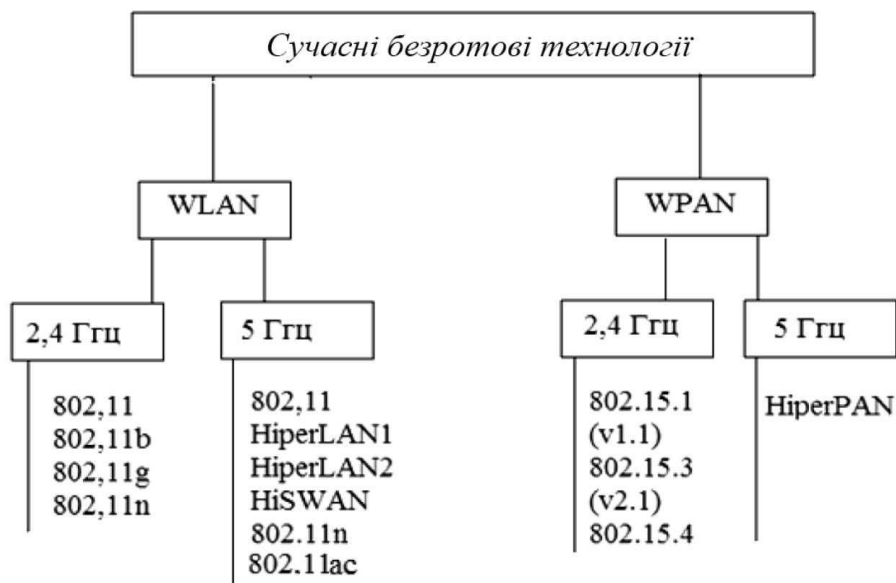 Сучасні безротові технології
WLAN
WPAN
2,4 Ггц
5 Ггц
2,4 Ггц
5 Ггц
802,11
802,11b
802,11g
802,11n
802,11
HiperLAN1
HiperLAN2
HiSWAN
802.11n
802.11ac
802.15.1
(v1.1)
802.15.3
(v2.1)
802.15.4
HiperPAN